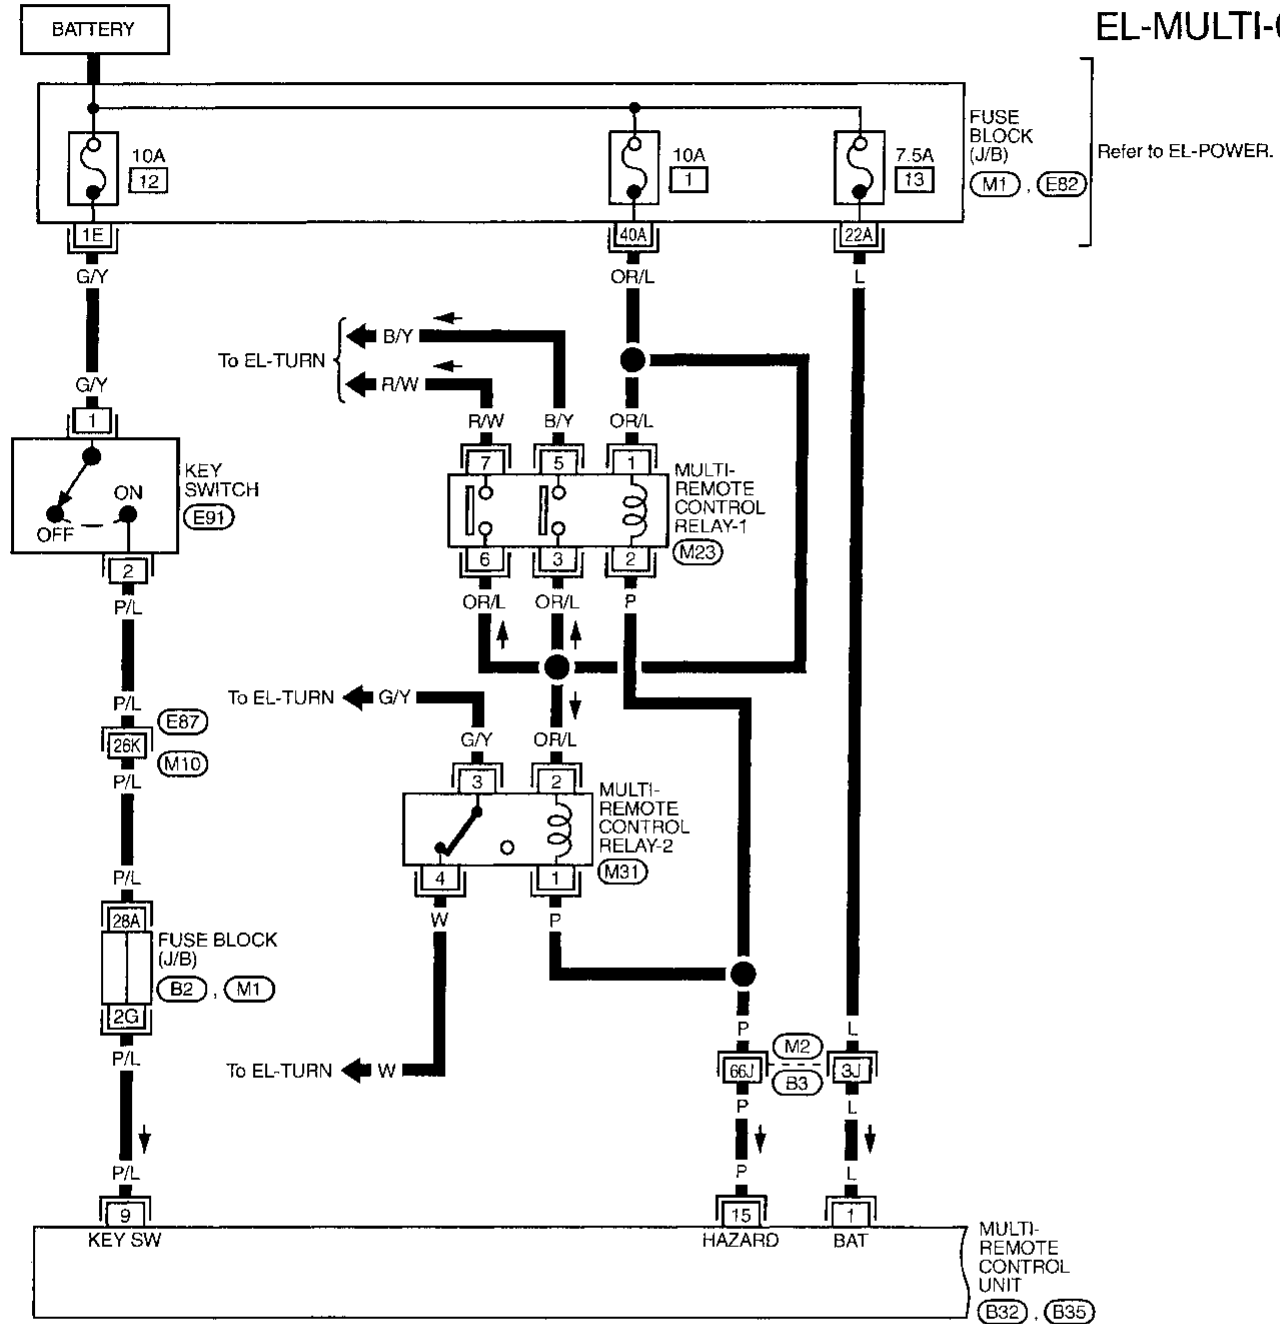 EL-MULTI-
BATTERY
FUSE
BLOCK
(J/B)
M1 , E82
Refer to EL-POWER.
10A
12
10A
1
7.5A
13
1E
40A
22A
G/Y
OR/L
L
To EL-TURN
B/Y
R/W
G/Y
R/W
B/Y
OR/L
1
7
5
1
KEY
SWITCH
E91
ON
OFF
MULTI-
REMOTE
CONTROL
RELAY-1
M23
2
6
3
2
P/L
OR/L
OR/L
P
To EL-TURN
G/Y
P/L
E87
26K
M10
P/L
G/Y
OR/L
3
2
MULTI-
REMOTE
CONTROL
RELAY-2
M31
4
1
P/L
W
P
28A
FUSE BLOCK
(J/B)
B2 , M1
2G
P/L
P
L
To EL-TURN
W
M2
66J
3J
B3
P
L
P/L
P
L
9
15
1
KEY SW
HAZARD
BAT
MULTI-
REMOTE
CONTROL
UNIT
B32 , B35